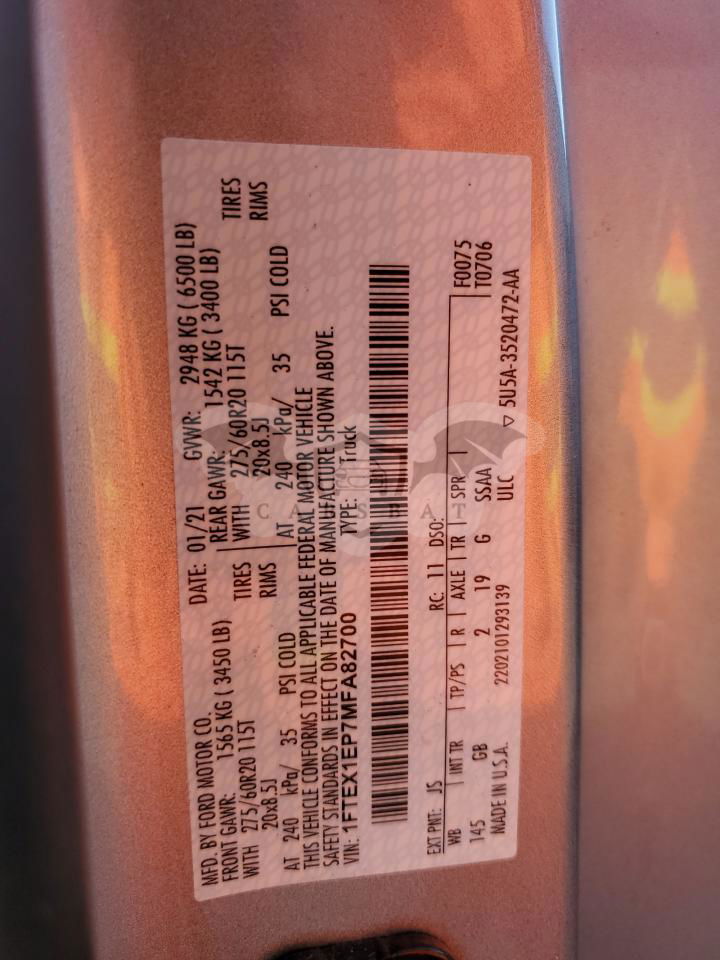 MFD. BY FORD MOTOR CO. DATE: 01/21 GVWR: 2948 KG ( 6500 LB)
FRONT GAWR: 1565 KG ( 3450 LB) REAR GAWR: 1542 KG ( 3400 LB)
WITH 275/60R20 115T TIRES WITH 275/60R20 115T TIRES
20x8.5J RIMS 20x8.5J RIMS
AT 240 kPa/ 35 PSI COLD AT 240 kPa/ 35 PSI COLD
THIS VEHICLE CONFORMS TO ALL APPLICABLE FEDERAL MOTOR VEHICLE
SAFETY STANDARDS IN EFFECT ON THE DATE OF MANUFACTURE SHOWN ABOVE.
VIN: 1FTEX1EP7MFA82700 TYPE: Truck
EXT PNT: JS RC: 11 DSO: F0075
WB INT TR TP/PS R AXLE TR SPR T0706
145 GB 2 19 G SSAA
MADE IN U.S.A. 2202101293139 ULC ▽ 5U5A-3520472-AA
CARSBAT